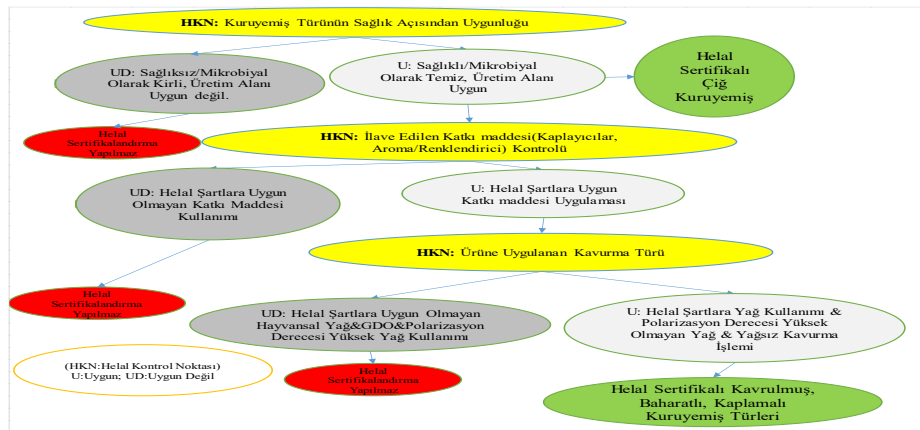 HKN: Kuruyemiş Türünün Sağlık Açısından Uygunluğu
UD: Sağlıksız/Mikrobiyal
Olarak Kirli, Üretim Alanı
Uygun değil.
U: Sağlıklı/Mikrobiyal
Olarak Temiz, Üretim Alanı
Uygun
Helal
Sertifikalı
Çiğ
Kuruyemiş
Helal
Sertifikalandırma
Yapılmaz
HKN: İlave Edilen Katkı maddesi(Kaplayıcılar,
Aroma/Renklendirici) Kontrolü
UD: Helal Şartlara Uygun
Olmayan Katkı Maddesi
Kullanımı
U: Helal Şartlara Uygun
Katkı maddesi Uygulaması
HKN: Ürüne Uygulanan Kavurma Türü
Helal
Sertifikalandırma
Yapılmaz
UD: Helal Şartlara Uygun Olmayan
Hayvansal Yağ&GDO&Polarizasyon
Derecesi Yüksek Yağ Kullanımı
U: Helal Şartlara Yağ Kullanımı &
Polarizasyon Derecesi Yüksek
Olmayan Yağ & Yağsız Kavurma
İşlemi
(HKN:Helal Kontrol Noktası)
U:Uygun; UD:Uygun Değil
Helal
Sertifikalandırma
Yapılmaz
Helal Sertifikalı Kavrulmuş,
Baharatlı, Kaplamalı
Kuruyemiş Türleri